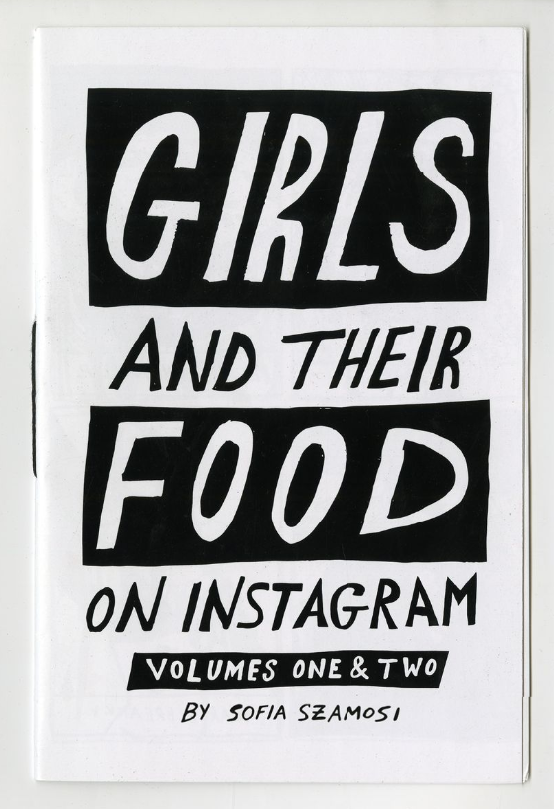 GIRLS
AND THEIR
FOOD
ON INSTAGRAM
VOLUMES ONE & TWO
BY SOFIA SZAMOSI